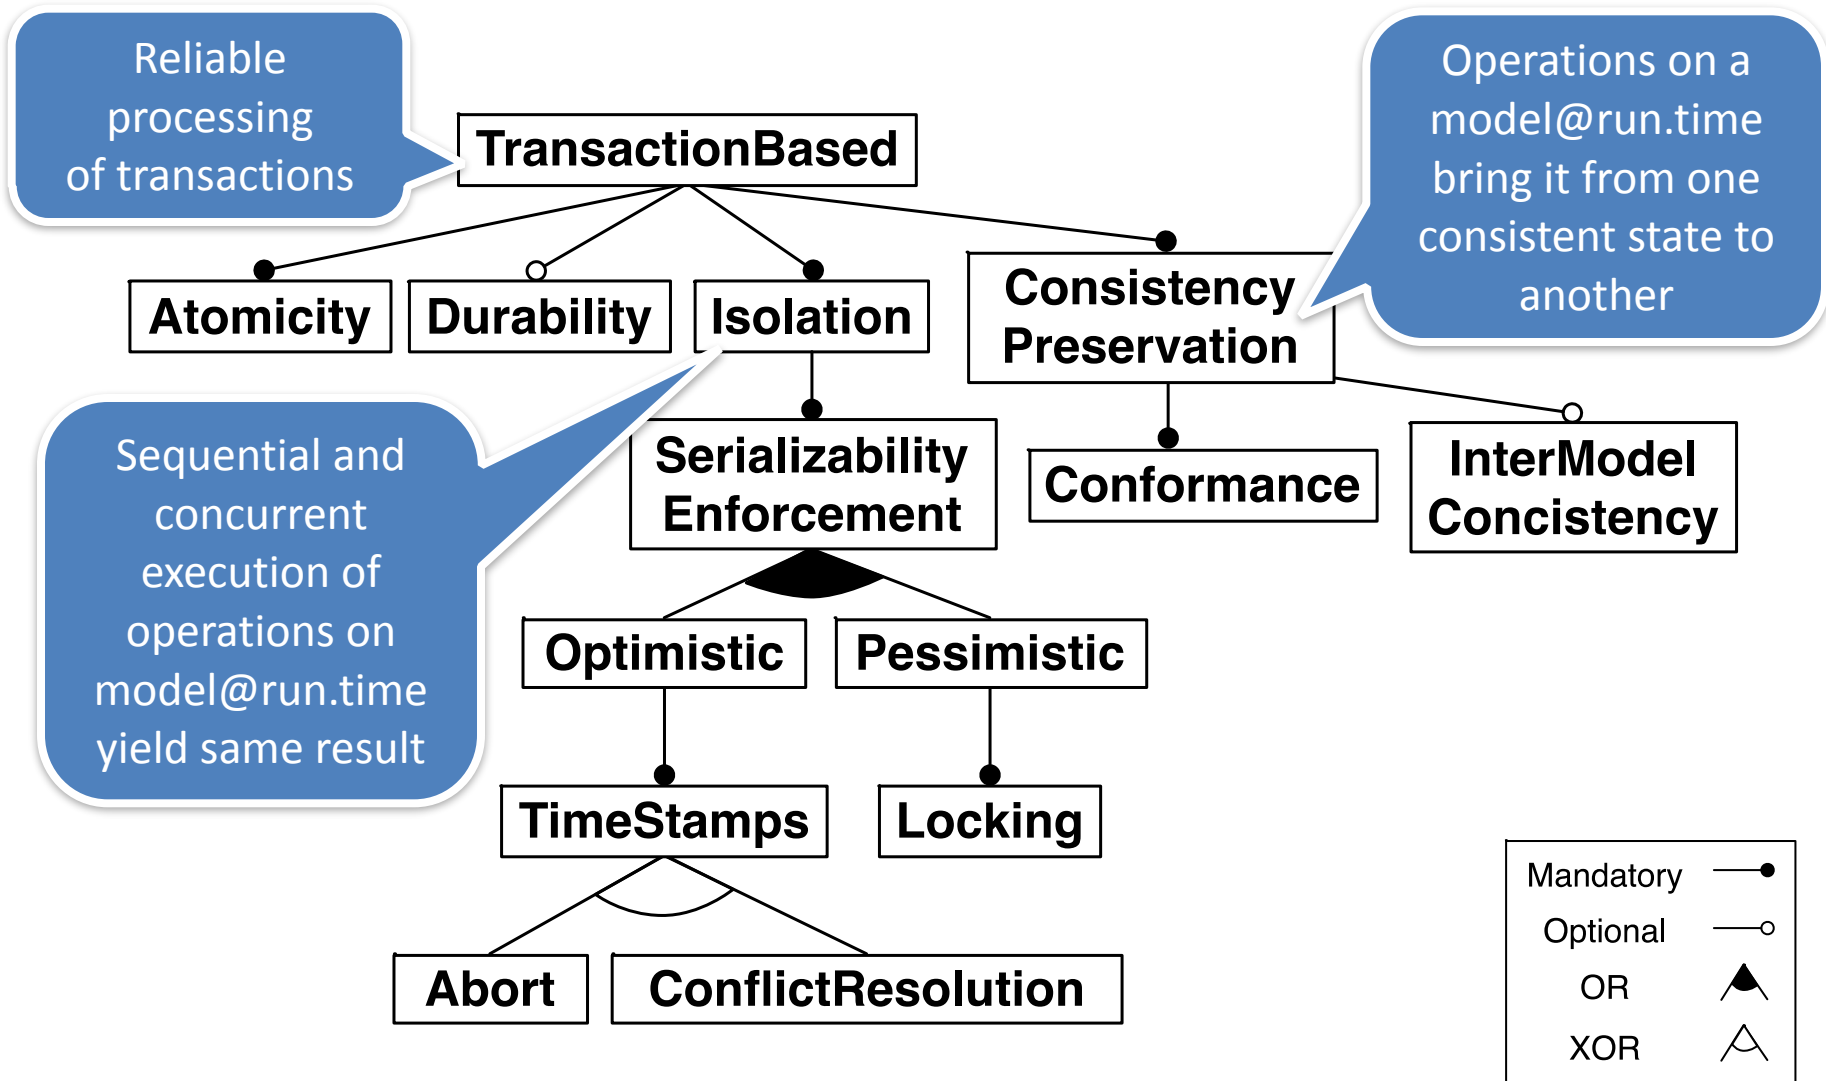 Reliable
processing
of transactions
TransactionBased
Operations on a
model@run.time
bring it from one
consistent state to
another
Atomicity
Durability
Isolation
Consistency
Preservation
Sequential and
concurrent
execution of
operations on
model@run.time
yield same result
Serializability
Enforcement
Conformance
InterModel
Concistency
Optimistic
Pessimistic
TimeStamps
Locking
Abort
ConflictResolution
Mandatory
Optional
OR
XOR